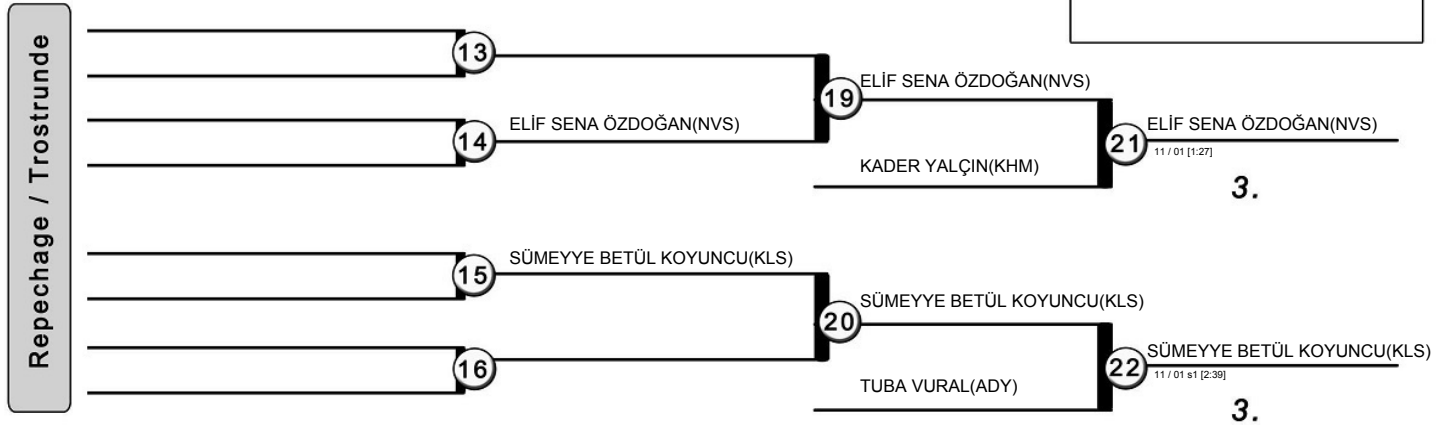 Repechage / Trostrunde
13
ELİF SENA ÖZDOĞAN(NVS)
19
14
ELİF SENA ÖZDOĞAN(NVS)
ELİF SENA ÖZDOĞAN(NVS)
21
11 / 01 [1:27]
KADER YALÇIN(KHM)
3.
15
SÜMEYYE BETÜL KOYUNCU(KLS)
SÜMEYYE BETÜL KOYUNCU(KLS)
20
16
SÜMEYYE BETÜL KOYUNCU(KLS)
22
11 / 01 s1 [2:39]
TUBA VURAL(ADY)
3.